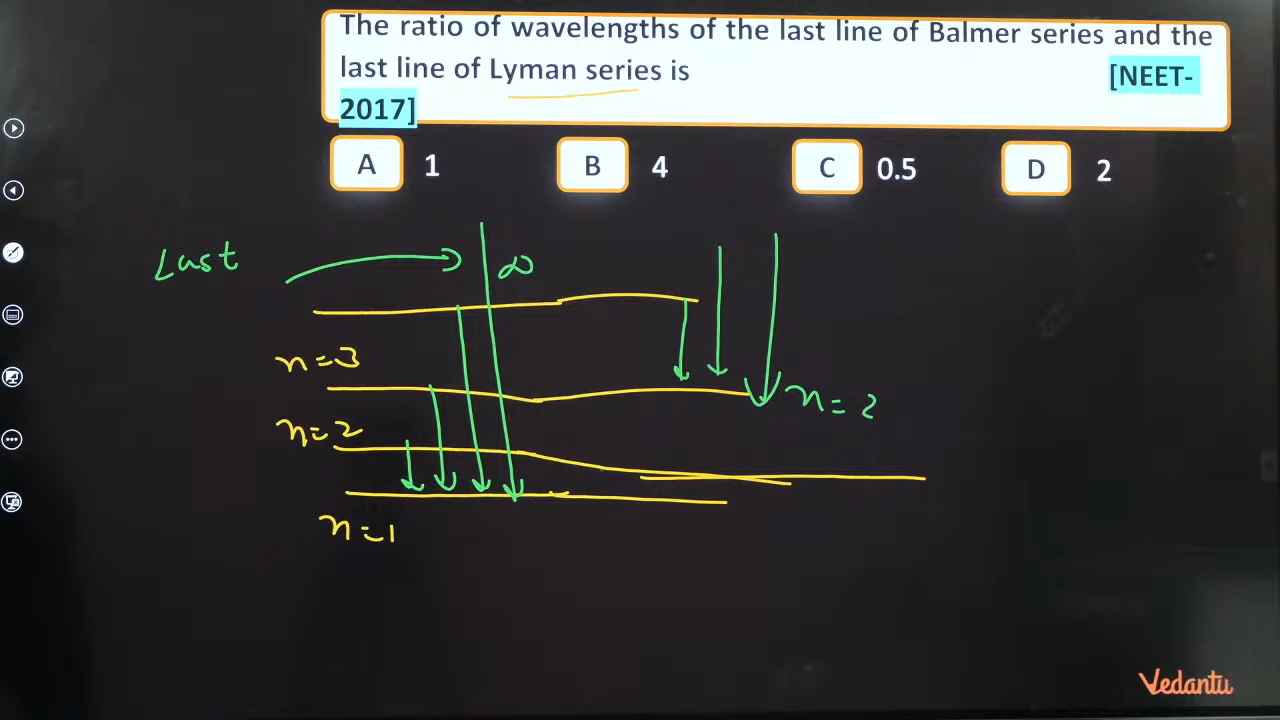 The ratio of wavelengths of the last line of Balmer series and the
last line of Lyman series is [NEET-
2017]
A 1 B 4 C 0.5 D 2
Last ∞
n=3
n=2
n=2
n=1
Vedantu